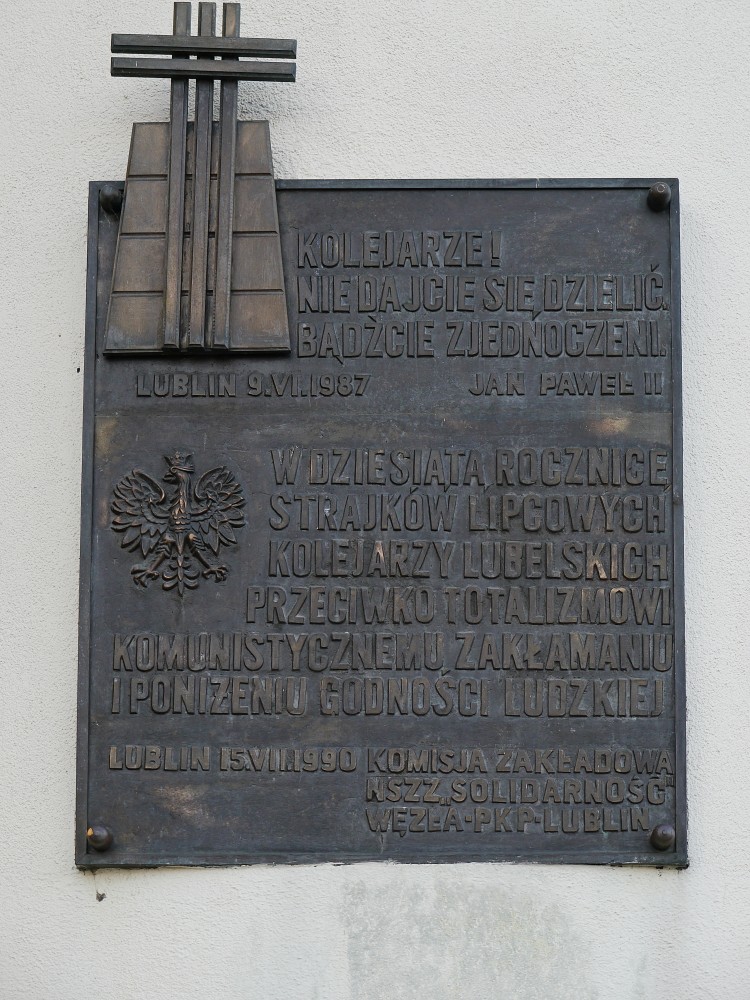 KOLEJARZE!
NIE DAJCIE SIĘ DZIELIĆ.
BĄDŹCIE ZJEDNOCZENI.
LUBLIN 9.VI.1987 JAN PAWEŁ II
W DZIESIĄTĄ ROCZNICĘ
STRAJKÓW LIPCOWYCH
KOLEJARZY LUBELSKICH
PRZECIWKO TOTALIZMOWI
KOMUNISTYCZNEMU, ZAKŁAMANIU
I PONIŻENIU GODNOŚCI LUDZKIEJ
LUBLIN 15.VII.1990 KOMISJA ZAKŁADOWA
NSZZ „SOLIDARNOŚĆ"
WĘZŁA-PKP-LUBLIN